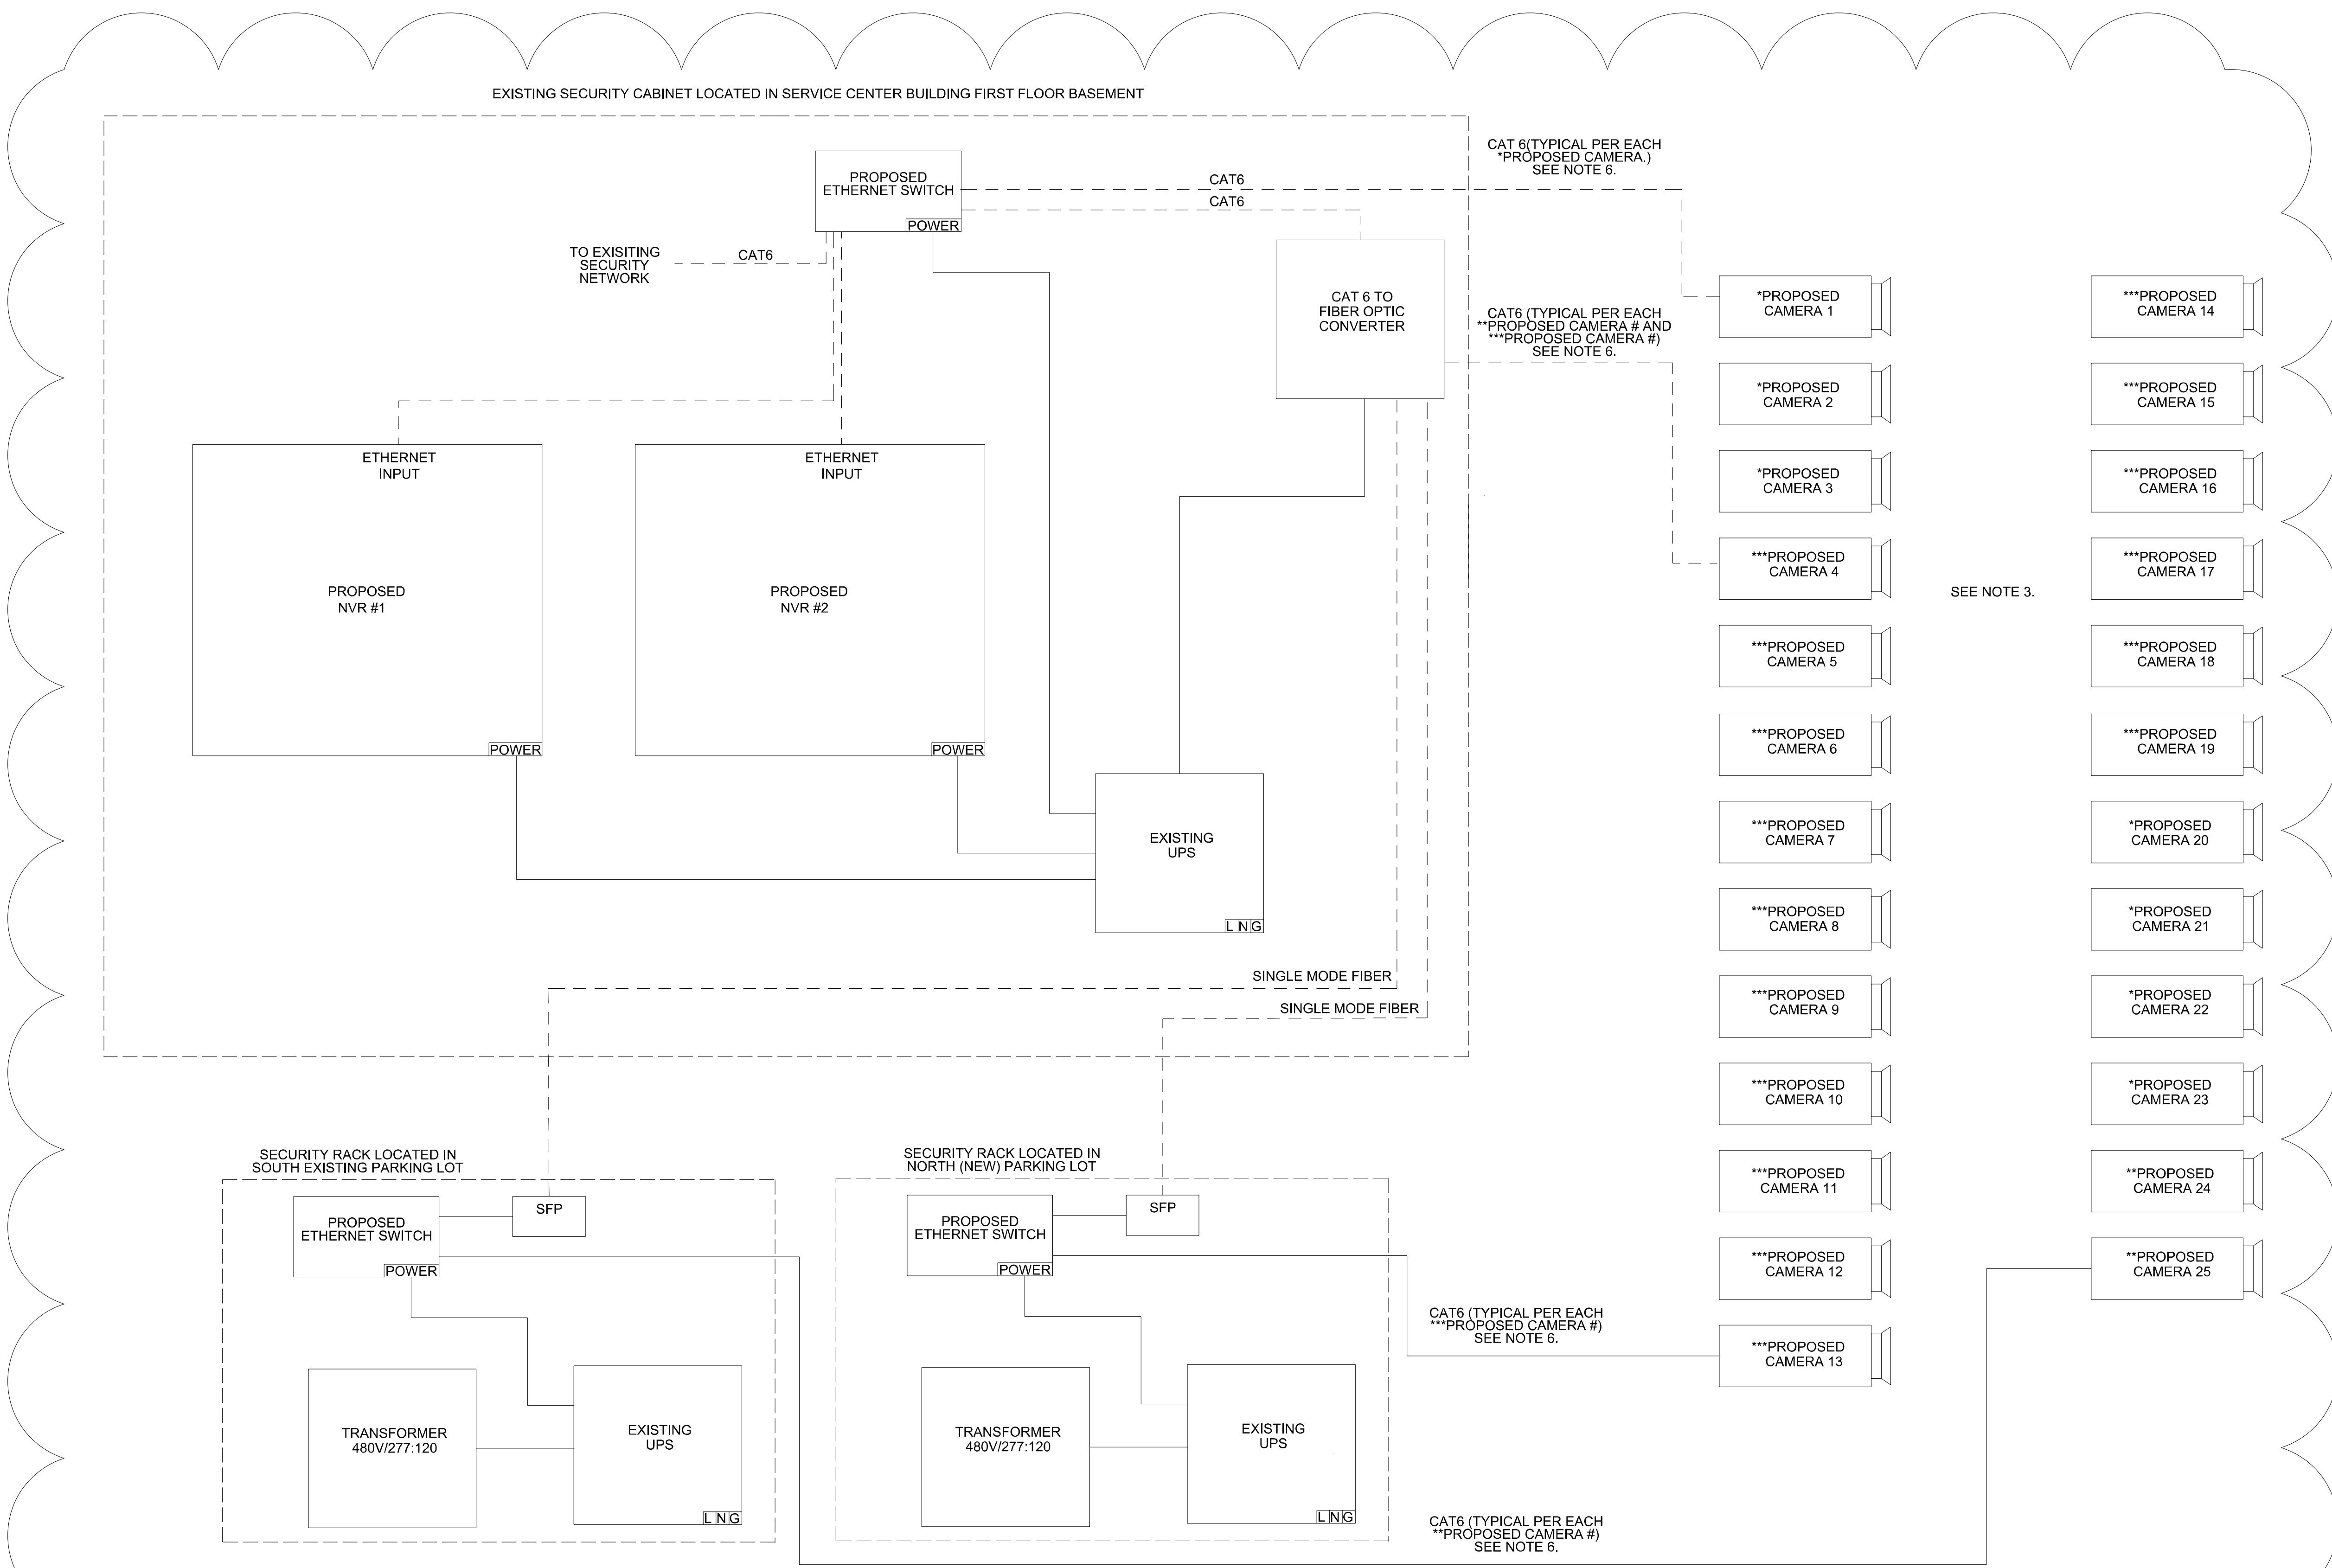 EXISTING SECURITY CABINET LOCATED IN SERVICE CENTER BUILDING FIRST FLOOR BASEMENT
PROPOSED
ETHERNET SWITCH
POWER
CAT6
CAT6
CAT 6(TYPICAL PER EACH
*PROPOSED CAMERA.)
SEE NOTE 6.
TO EXISITING
SECURITY
NETWORK
CAT6
CAT 6 TO
FIBER OPTIC
CONVERTER
CAT6 (TYPICAL PER EACH
**PROPOSED CAMERA # AND
***PROPOSED CAMERA #)
SEE NOTE 6.
ETHERNET
INPUT
PROPOSED
NVR #1
POWER
ETHERNET
INPUT
PROPOSED
NVR #2
POWER
EXISTING
UPS
L N G
SINGLE MODE FIBER
SINGLE MODE FIBER
*PROPOSED
CAMERA 1
*PROPOSED
CAMERA 2
*PROPOSED
CAMERA 3
***PROPOSED
CAMERA 4
***PROPOSED
CAMERA 5
***PROPOSED
CAMERA 6
***PROPOSED
CAMERA 7
***PROPOSED
CAMERA 8
***PROPOSED
CAMERA 9
***PROPOSED
CAMERA 10
***PROPOSED
CAMERA 11
***PROPOSED
CAMERA 12
***PROPOSED
CAMERA 13
SEE NOTE 3.
***PROPOSED
CAMERA 14
***PROPOSED
CAMERA 15
***PROPOSED
CAMERA 16
***PROPOSED
CAMERA 17
***PROPOSED
CAMERA 18
***PROPOSED
CAMERA 19
*PROPOSED
CAMERA 20
*PROPOSED
CAMERA 21
*PROPOSED
CAMERA 22
*PROPOSED
CAMERA 23
**PROPOSED
CAMERA 24
**PROPOSED
CAMERA 25
SECURITY RACK LOCATED IN
SOUTH EXISTING PARKING LOT
PROPOSED
ETHERNET SWITCH
POWER
SFP
TRANSFORMER
480V/277:120
EXISTING
UPS
L N G
SECURITY RACK LOCATED IN
NORTH (NEW) PARKING LOT
PROPOSED
ETHERNET SWITCH
POWER
SFP
TRANSFORMER
480V/277:120
EXISTING
UPS
L N G
CAT6 (TYPICAL PER EACH
***PROPOSED CAMERA #)
SEE NOTE 6.
CAT6 (TYPICAL PER EACH
**PROPOSED CAMERA #)
SEE NOTE 6.